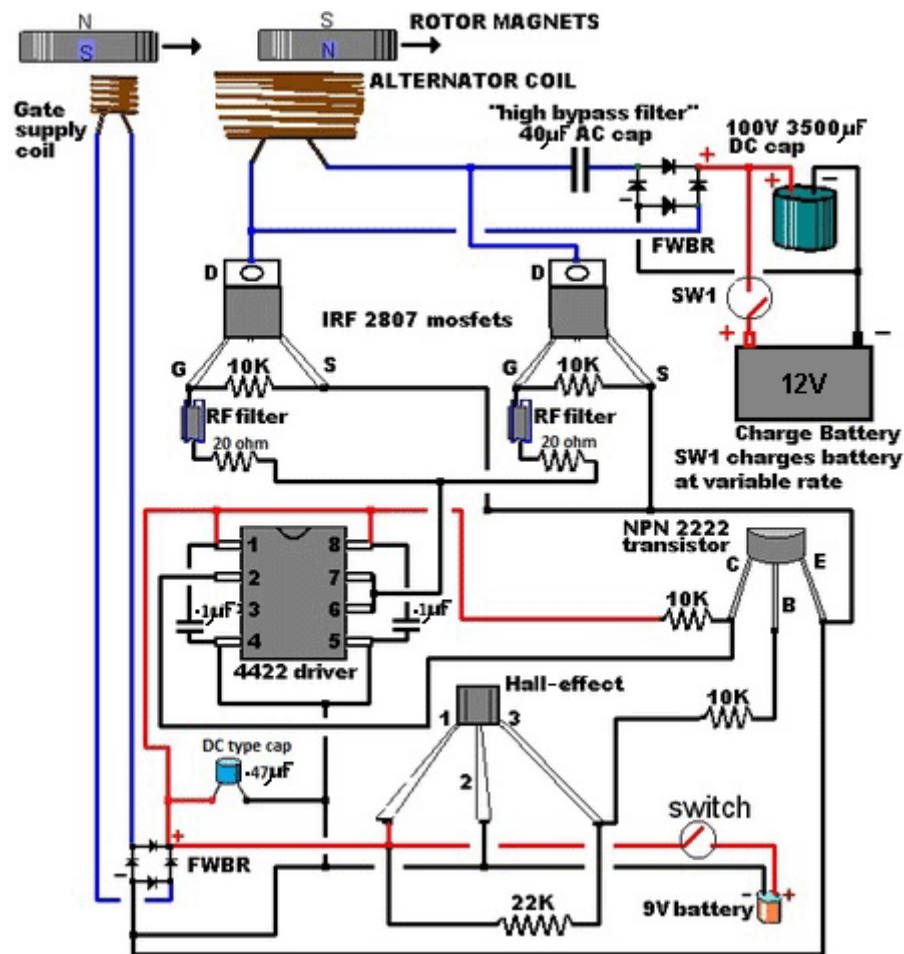 N
S
ROTOR MAGNETS
S
N
ALTERNATOR COIL
Gate
supply
coil
"high bypass filter"
40µF AC cap
100V 3500µF
DC cap
+
+
-
-
FWBR
D
D
SW1
IRF 2807 mosfets
+
-
G
10K
S
G
10K
S
12V
RF filter
RF filter
20 ohm
20 ohm
Charge Battery
SW1 charges battery
at variable rate
NPN 2222
transistor
1
8
C
E
2
7
B
·1µF
3
6
·1µF
10K
4
5
4422 driver
Hall-effect
10K
1
3
DC type cap
·47µF
2
switch
+
FWBR
-
22K
9V battery
-
+